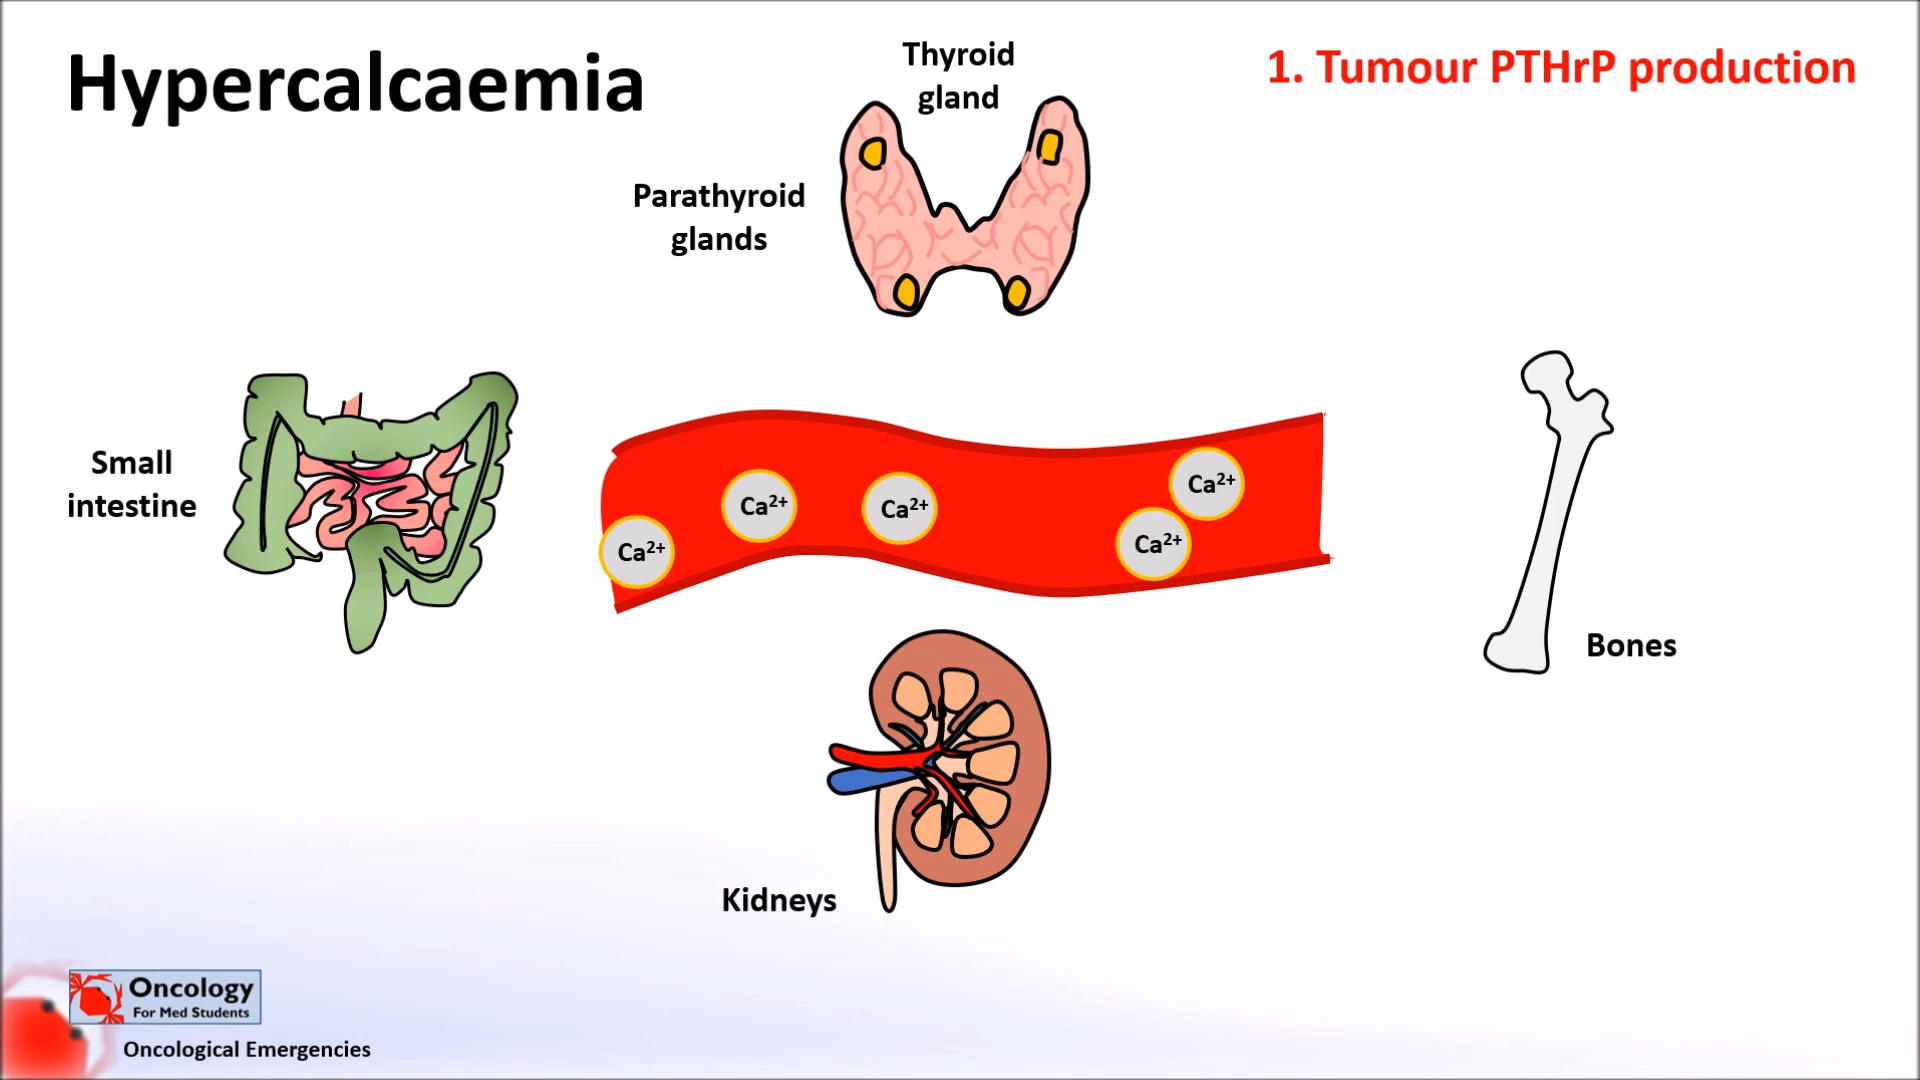 Hypercalcaemia
Thyroid
gland
1. Tumour PTHrP production
Parathyroid
glands
Small
intestine
Ca²⁺
Ca²⁺
Ca²⁺
Ca²⁺
Ca²⁺
Bones
Kidneys
Oncology
For Med Students
Oncological Emergencies